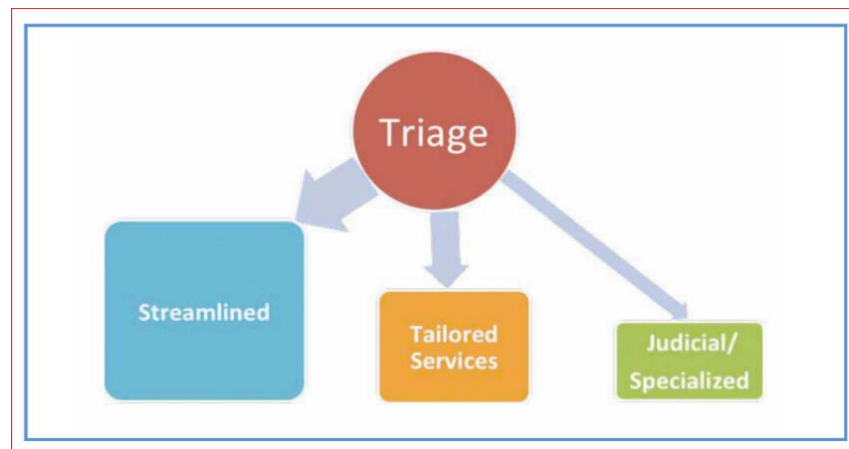 Triage
Streamlined
Tailored
Services
Judicial/
Specialized